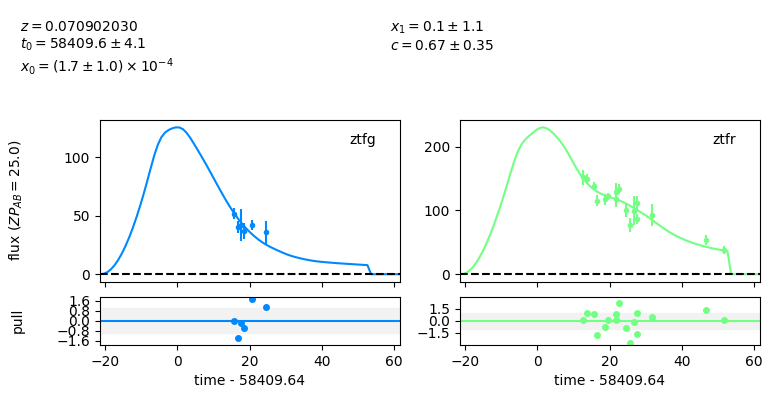 z = 0.070902030
t₀ = 58409.6 ± 4.1
x₀ = (1.7 ± 1.0) × 10⁻⁴
x₁ = 0.1 ± 1.1
c = 0.67 ± 0.35
flux (ZP_AB = 25.0)
100
50
0
ztfg
200
100
0
ztfr
pull
1.6
0.8
0.0
−0.8
−1.6
1.5
0.0
−1.5
−20 0 20 40 60
−20 0 20 40 60
time - 58409.64
time - 58409.64